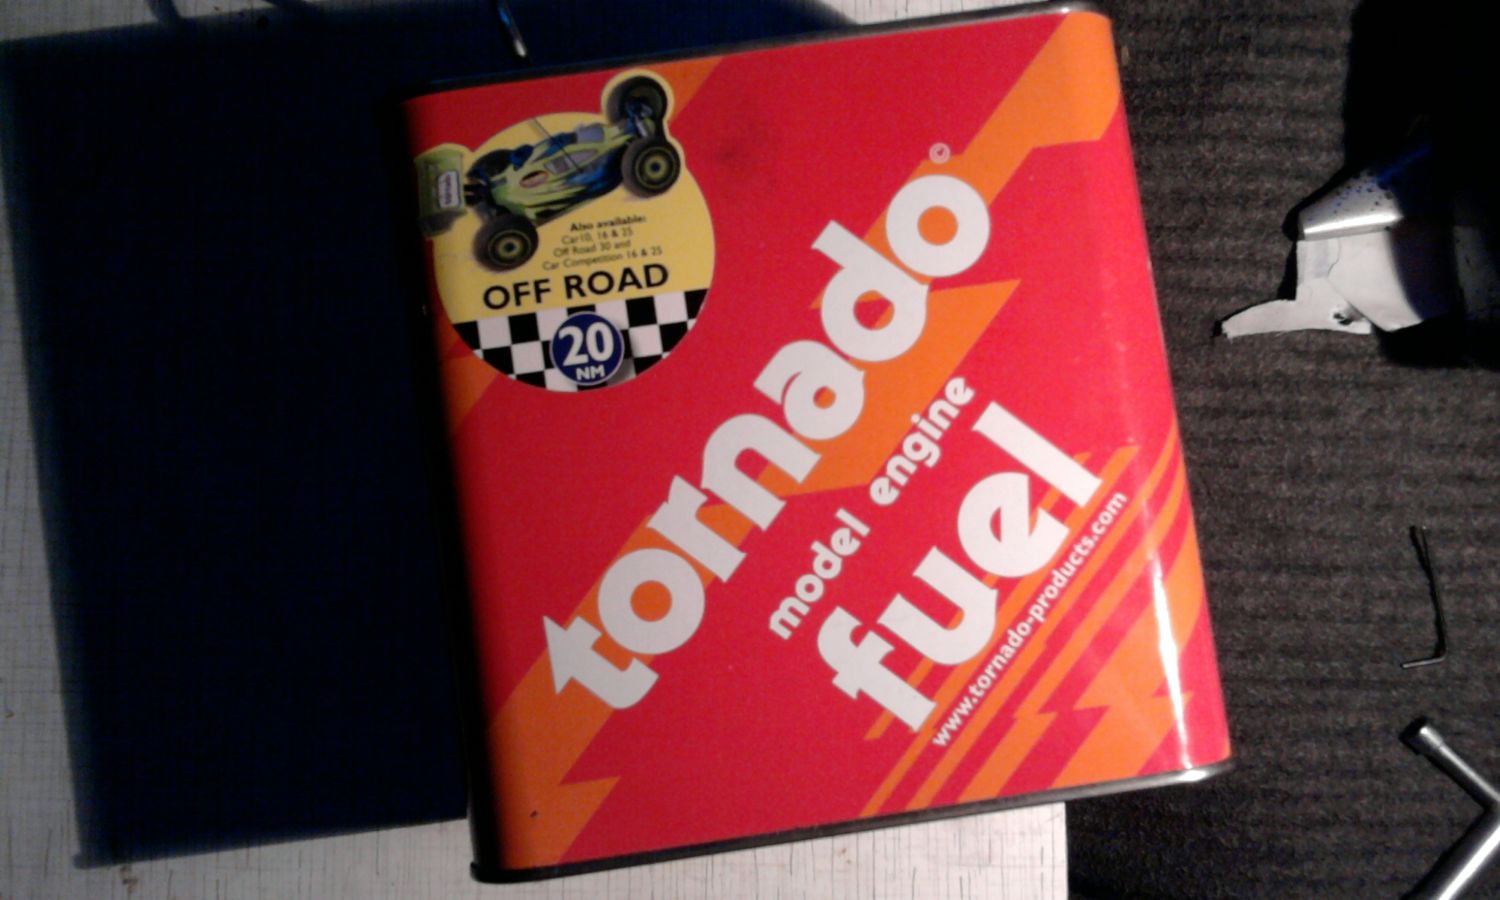 Also available:
Car10, 16 & 25
Off Road 30 and
Car Competition 16 & 25
OFF ROAD
20
NM
tornado
model engine
fuel
www.tornado-products.com